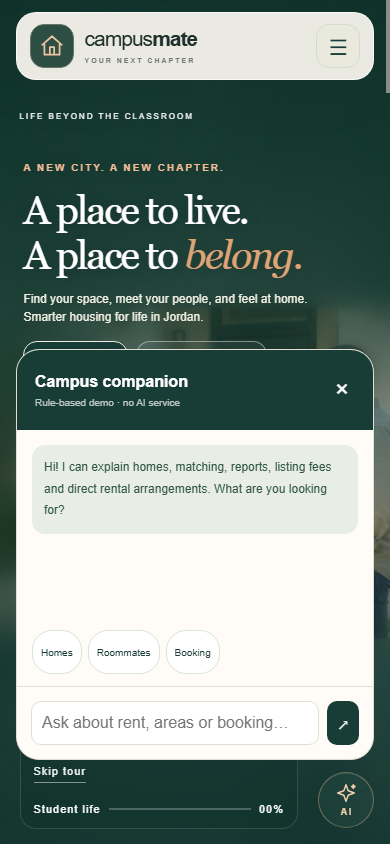 campusmate
YOUR NEXT CHAPTER
LIFE BEYOND THE CLASSROOM
A NEW CITY. A NEW CHAPTER.
A place to live.
A place to belong.
Find your space, meet your people, and feel at home.
Smarter housing for life in Jordan.
Campus companion
Rule-based demo · no AI service
Hi! I can explain homes, matching, reports, listing fees
and direct rental arrangements. What are you looking
for?
Homes Roommates Booking
Ask about rent, areas or booking…
Skip tour
Student life 00%
AI